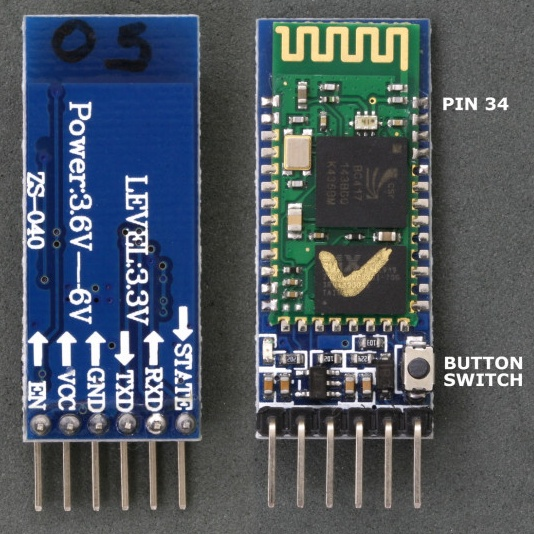 05
Power:3.6V—6V
LEVEL:3.3V
ZS-040
EN
VCC
GND
TXD
RXD
STATE
PIN 34
csr
BUTTON
SWITCH